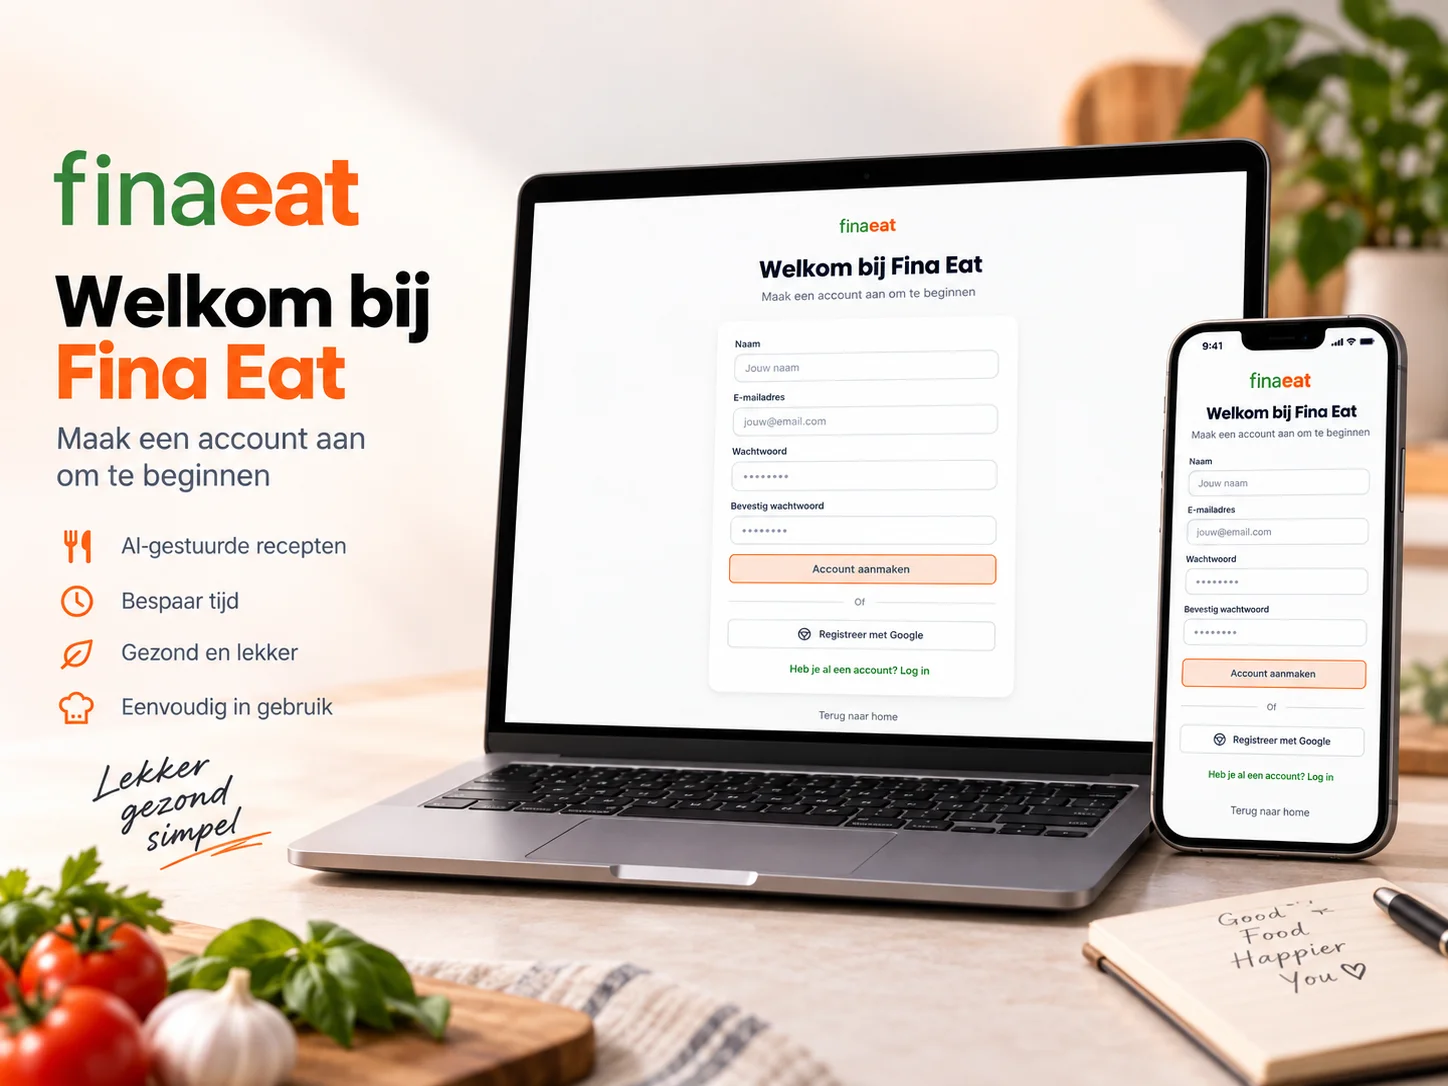 finaeat
Welkom bij
Fina Eat
Maak een account aan
om te beginnen
AI-gestuurde recepten
Bespaar tijd
Gezond en lekker
Eenvoudig in gebruik
Lekker
gezond
simpel
finaeat
Welkom bij Fina Eat
Maak een account aan om te beginnen
Naam
Jouw naam
E-mailadres
jouw@email.com
Wachtwoord
Bevestig wachtwoord
Account aanmaken
Of
Registreer met Google
Heb je al een account? Log in
Terug naar home
9:41
finaeat
Welkom bij Fina Eat
Maak een account aan om te beginnen
Naam
Jouw naam
E-mailadres
jouw@email.com
Wachtwoord
Bevestig wachtwoord
Account aanmaken
Of
Registreer met Google
Heb je al een account? Log in
Terug naar home
Good
Food
Happier
You♡